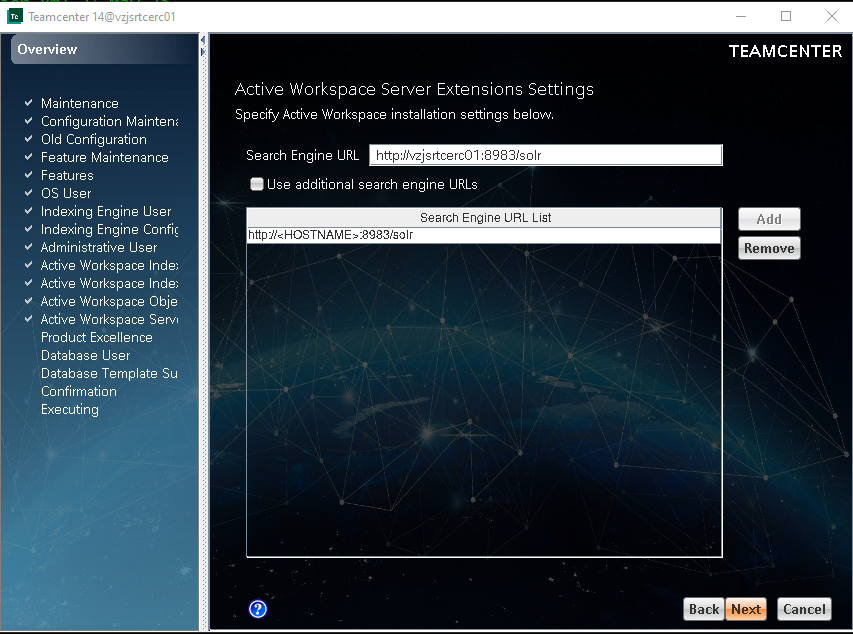 Teamcenter 14@vzjsrtcerc01
Overview
TEAMCENTER
Maintenance
Configuration Maintena
Old Configuration
Feature Maintenance
Features
OS User
Indexing Engine User
Indexing Engine Config
Administrative User
Active Workspace Index
Active Workspace Index
Active Workspace Obje
Active Workspace Serv
Product Excellence
Database User
Database Template Su
Confirmation
Executing
Active Workspace Server Extensions Settings
Specify Active Workspace installation settings below.
Search Engine URL http://vzjsrtcerc01:8983/solr
Use additional search engine URLs
Search Engine URL List
http://<HOSTNAME>:8983/solr
Add
Remove
?
Back Next Cancel